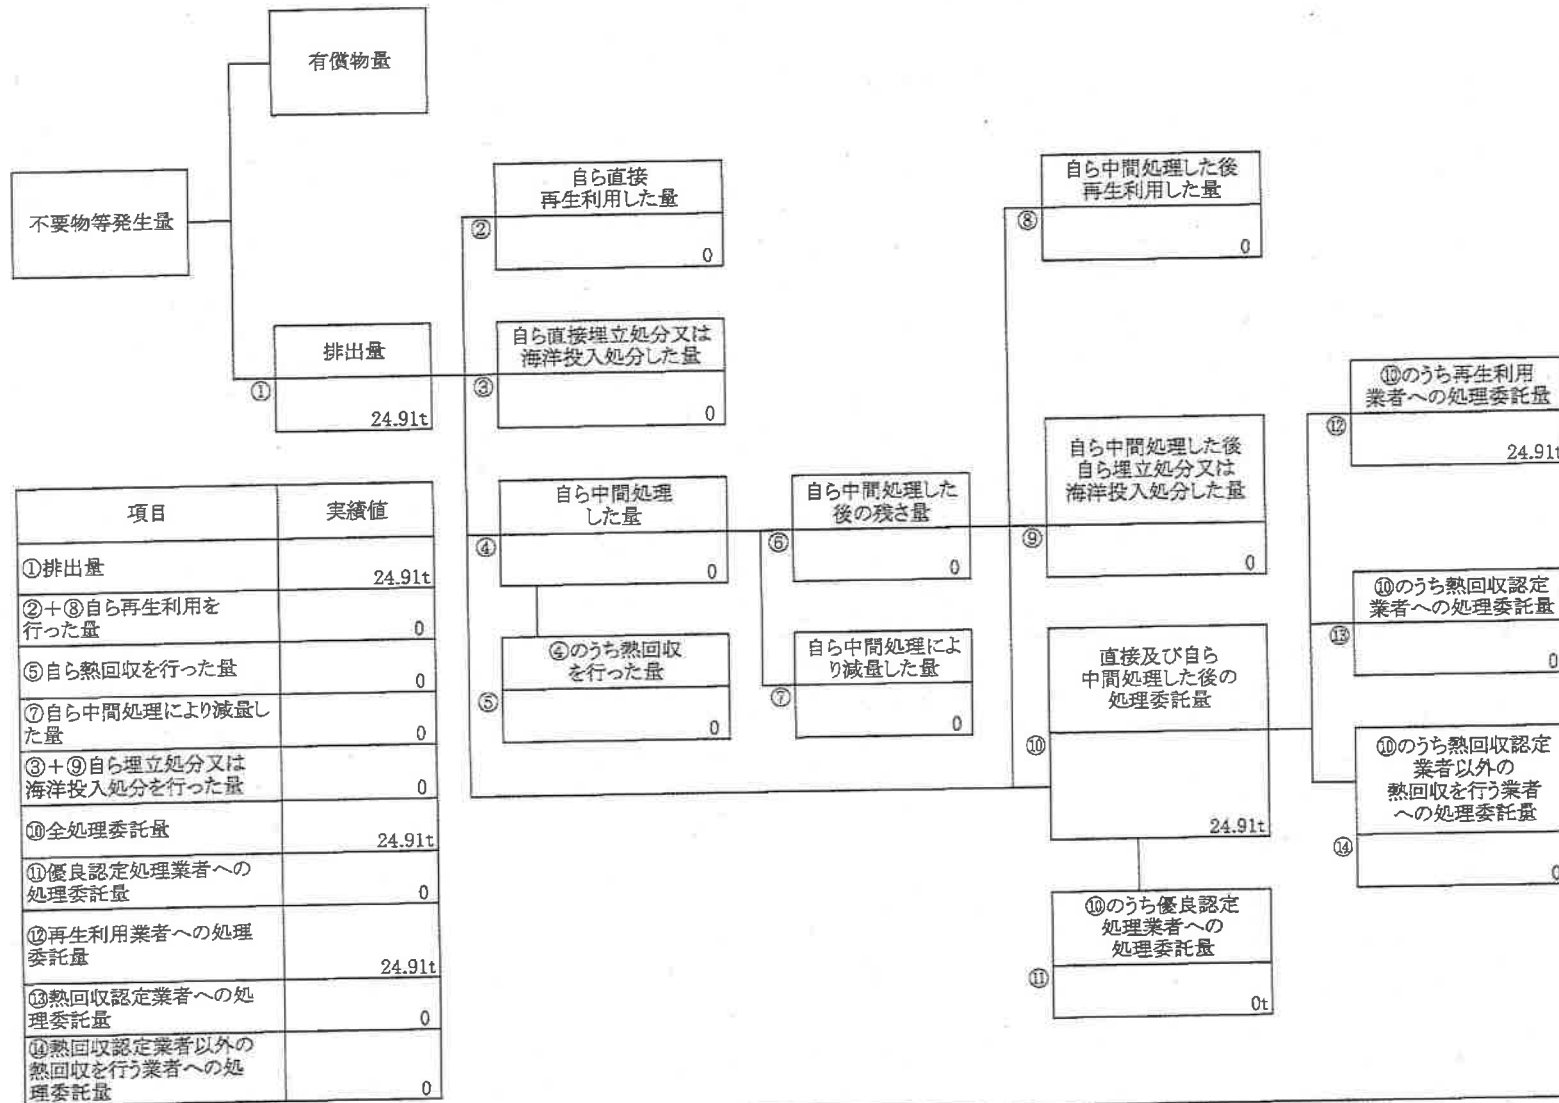 有償物量
不要物等発生量
自ら直接
再生利用した量
②
0
自ら中間処理した後
再生利用した量
⑧
0
排出量
①
24.91t
自ら直接埋立処分又は
海洋投入処分した量
③
0
自ら中間処理
した量
④
0
自ら中間処理した
後の残さ量
⑥
0
自ら中間処理した後
自ら埋立処分又は
海洋投入処分した量
⑨
0
⑩のうち再生利用
業者への処理委託量
⑫
24.91t
④のうち熱回収
を行った量
⑤
0
自ら中間処理によ
り減量した量
⑦
0
直接及び自ら
中間処理した後の
処理委託量
⑩
24.91t
⑩のうち熱回収認定
業者への処理委託量
⑬
0
⑩のうち熱回収認定
業者以外の
熱回収を行う業者
への処理委託量
⑭
0
⑩のうち優良認定
処理業者への
処理委託量
⑪
0t
項目 実績値
①排出量 24.91t
②+⑧自ら再生利用を
行った量 0
⑤自ら熱回収を行った量 0
⑦自ら中間処理により減量し
た量 0
③+⑨自ら埋立処分又は
海洋投入処分を行った量 0
⑩全処理委託量 24.91t
⑪優良認定処理業者への
処理委託量 0
⑫再生利用業者への処理
委託量 24.91t
⑬熱回収認定業者への処
理委託量 0
⑭熱回収認定業者以外の
熱回収を行う業者への処
理委託量 0